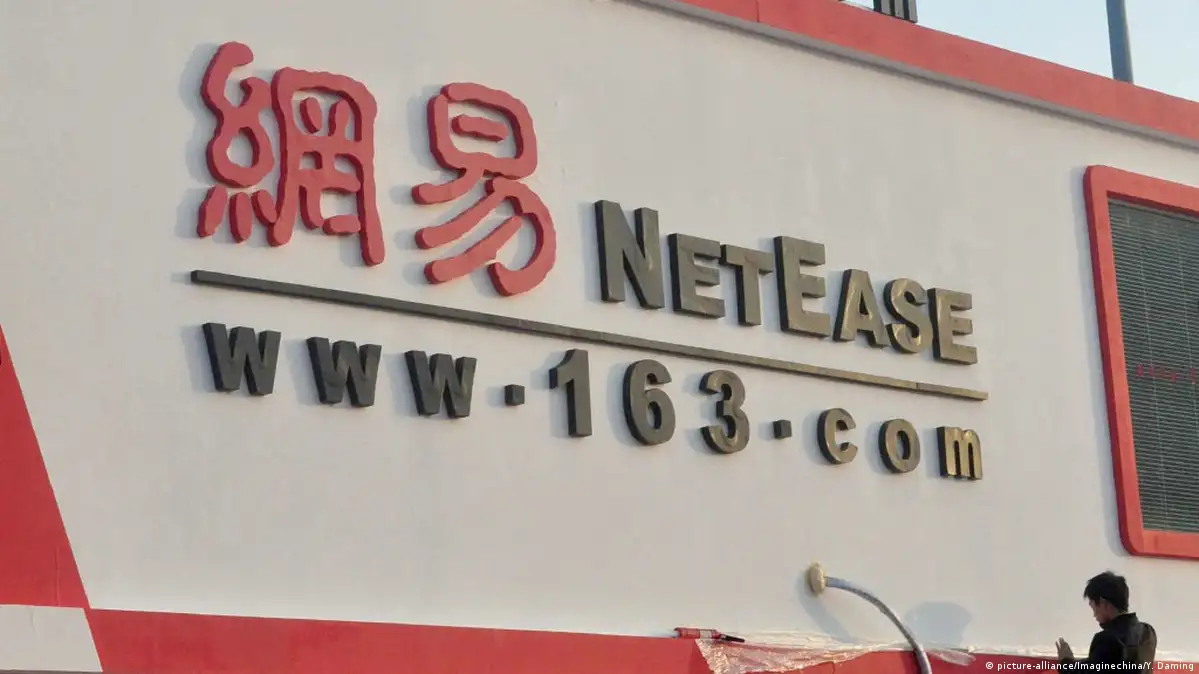 網易 NETEASE
www.163.com
© picture-alliance/Imaginechina/Y. Daming